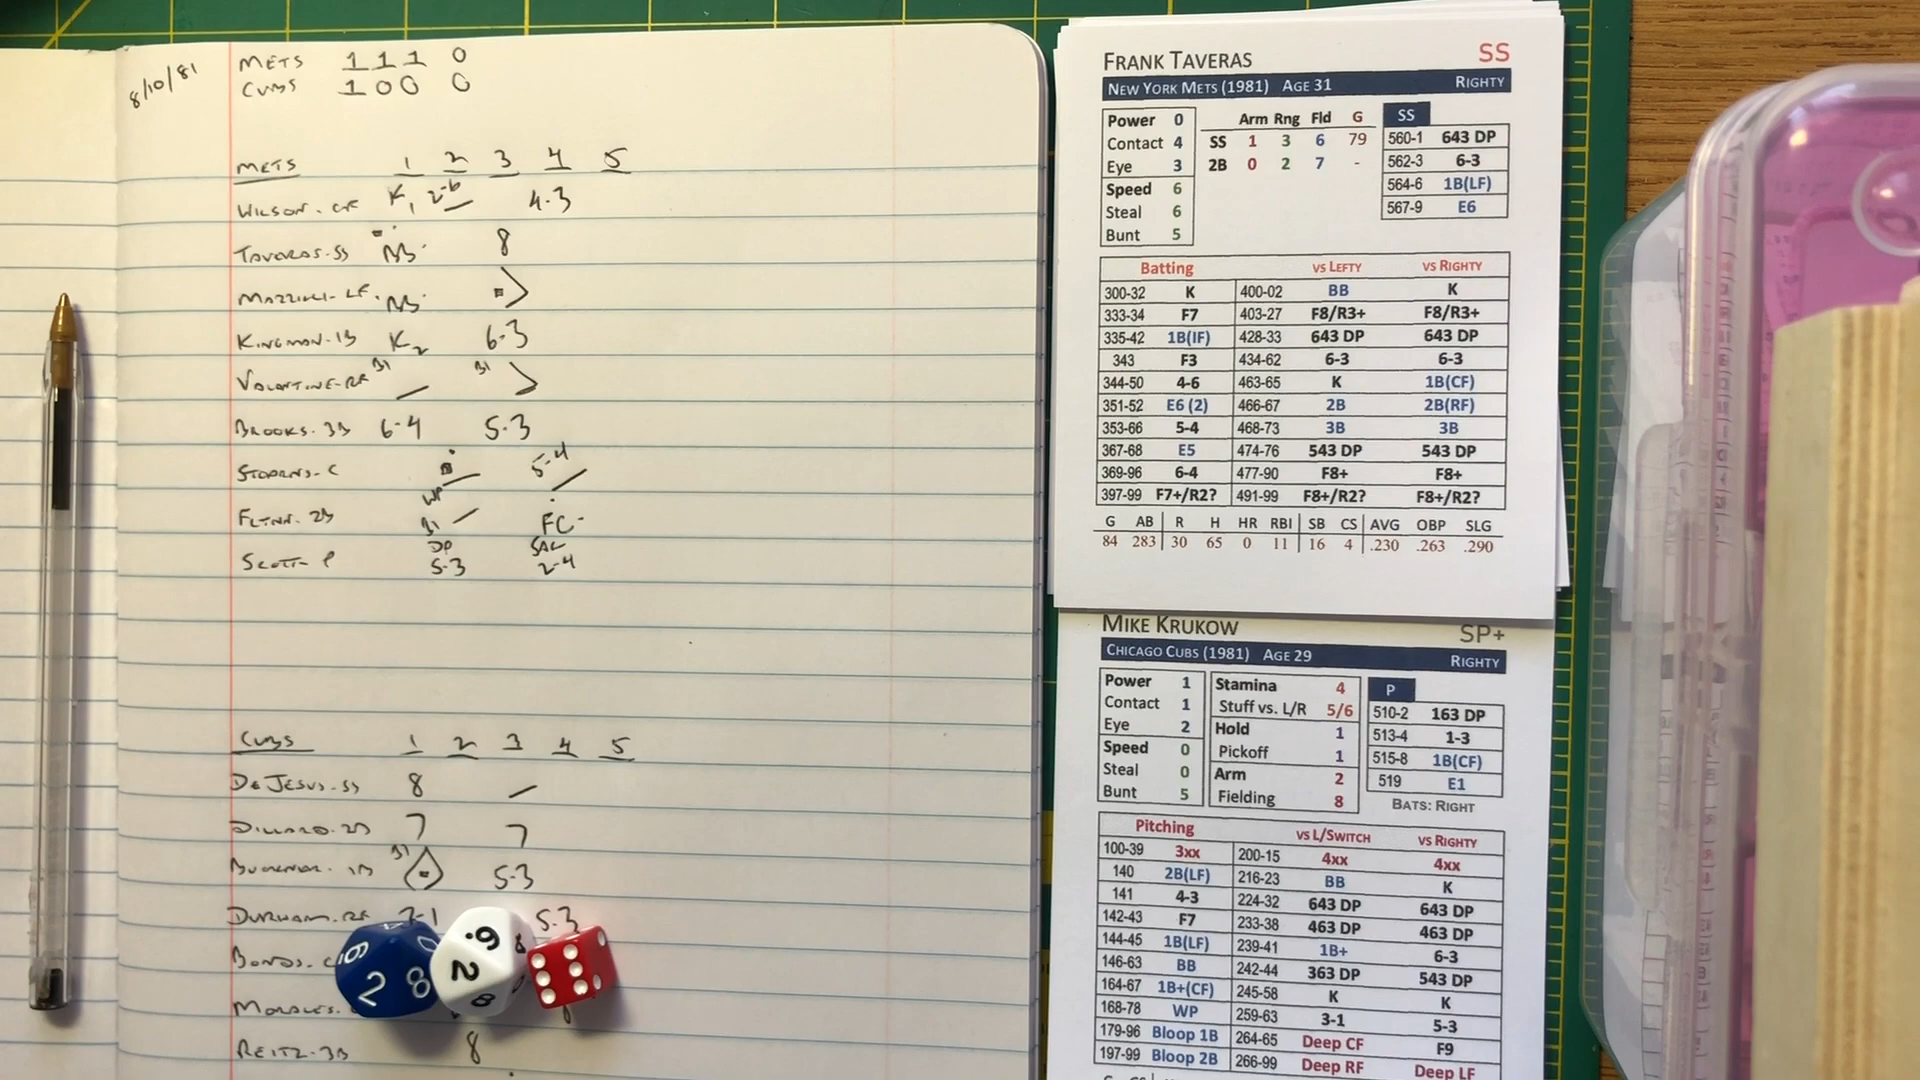 8/10/81
METS 1 1 1 0
CUBS 1 0 0 0
METS 1 2 3 4 5
WILSON. CF K1 2-6 4-3
TAVERAS. SS BB 8
MAZZILLI. LF BB
KINGMAN. 1B K2 6-3
VALENTINE. RF BI BI
BROOKS. 3B 6-4 5-3
STEARNS. C 5-4
WP
FLYNN. 2B BI FC
DP SAC
SCOTT. P 5-3 2-4
CUBS 1 2 3 4 5
DEJESUS. SS 8
DILLARD. 2B 7 7
BUCKNER. 1B BI 5-3
DURHAM. RF 3-1 5-3
BONDS. C
MORALES.
REITZ. 3B 8
2 8 6 9 2 8
FRANK TAVERAS SS
NEW YORK METS (1981) AGE 31 RIGHTY
Power 0
Contact 4
Eye 3
Speed 6
Steal 6
Bunt 5
Arm Rng Fld G
SS 1 3 6 79
2B 0 2 7 -
SS
560-1 643 DP
562-3 6-3
564-6 1B(LF)
567-9 E6
Batting VS LEFTY VS RIGHTY
300-32 K 400-02 BB K
333-34 F7 403-27 F8/R3+ F8/R3+
335-42 1B(IF) 428-33 643 DP 643 DP
343 F3 434-62 6-3 6-3
344-50 4-6 463-65 K 1B(CF)
351-52 E6 (2) 466-67 2B 2B(RF)
353-66 5-4 468-73 3B 3B
367-68 E5 474-76 543 DP 543 DP
369-96 6-4 477-90 F8+ F8+
397-99 F7+/R2? 491-99 F8+/R2? F8+/R2?
G AB R H HR RBI SB CS AVG OBP SLG
84 283 30 65 0 11 16 4 .230 .263 .290
MIKE KRUKOW SP+
CHICAGO CUBS (1981) AGE 29 RIGHTY
Power 1
Contact 1
Eye 2
Speed 0
Steal 0
Bunt 5
Stamina 4
Stuff vs. L/R 5/6
Hold 1
Pickoff 1
Arm 2
Fielding 8
P
510-2 163 DP
513-4 1-3
515-8 1B(CF)
519 E1
BATS: RIGHT
Pitching VS L/SWITCH VS RIGHTY
100-39 3xx 200-15 4xx 4xx
140 2B(LF) 216-23 BB K
141 4-3 224-32 643 DP 643 DP
142-43 F7 233-38 463 DP 463 DP
144-45 1B(LF) 239-41 1B+ 6-3
146-63 BB 242-44 363 DP 543 DP
164-67 1B+(CF) 245-58 K K
168-78 WP 259-63 3-1 5-3
179-96 Bloop 1B 264-65 Deep CF F9
197-99 Bloop 2B 266-99 Deep RF Deep LF